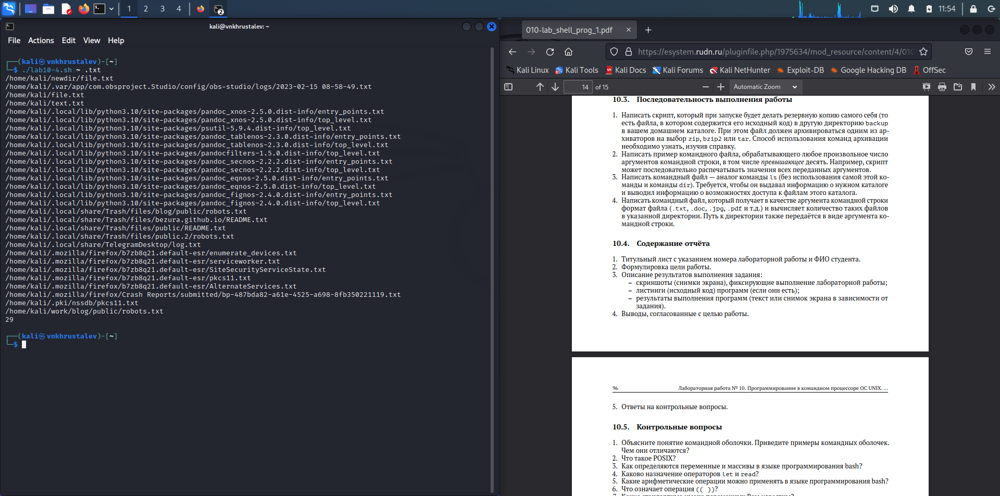 1 2 3 4 2 11:54
kali@vnkhrustalev: ~
File Actions Edit View Help
┌──(kali㉿vnkhrustalev)-[~]
└─$ ./lab10-4.sh ~ .txt
/home/kali/newdir/file.txt
/home/kali/.var/app/com.obsproject.Studio/config/obs-studio/logs/2023-02-15 08-58-49.txt
/home/kali/file.txt
/home/kali/text.txt
/home/kali/.local/lib/python3.10/site-packages/pandoc_xnos-2.5.0.dist-info/entry_points.txt
/home/kali/.local/lib/python3.10/site-packages/pandoc_xnos-2.5.0.dist-info/top_level.txt
/home/kali/.local/lib/python3.10/site-packages/psutil-5.9.4.dist-info/top_level.txt
/home/kali/.local/lib/python3.10/site-packages/pandoc_tablenos-2.3.0.dist-info/entry_points.txt
/home/kali/.local/lib/python3.10/site-packages/pandoc_tablenos-2.3.0.dist-info/top_level.txt
/home/kali/.local/lib/python3.10/site-packages/pandocfilters-1.5.0.dist-info/top_level.txt
/home/kali/.local/lib/python3.10/site-packages/pandoc_secnos-2.2.2.dist-info/entry_points.txt
/home/kali/.local/lib/python3.10/site-packages/pandoc_secnos-2.2.2.dist-info/top_level.txt
/home/kali/.local/lib/python3.10/site-packages/pandoc_eqnos-2.5.0.dist-info/entry_points.txt
/home/kali/.local/lib/python3.10/site-packages/pandoc_eqnos-2.5.0.dist-info/top_level.txt
/home/kali/.local/lib/python3.10/site-packages/pandoc_fignos-2.4.0.dist-info/entry_points.txt
/home/kali/.local/lib/python3.10/site-packages/pandoc_fignos-2.4.0.dist-info/top_level.txt
/home/kali/.local/share/Trash/files/blog/public/robots.txt
/home/kali/.local/share/Trash/files/bezura.github.io/README.txt
/home/kali/.local/share/Trash/files/public/README.txt
/home/kali/.local/share/Trash/files/public.2/robots.txt
/home/kali/.local/share/TelegramDesktop/log.txt
/home/kali/.mozilla/firefox/b7zb8q21.default-esr/enumerate_devices.txt
/home/kali/.mozilla/firefox/b7zb8q21.default-esr/serviceworker.txt
/home/kali/.mozilla/firefox/b7zb8q21.default-esr/SiteSecurityServiceState.txt
/home/kali/.mozilla/firefox/b7zb8q21.default-esr/pkcs11.txt
/home/kali/.mozilla/firefox/b7zb8q21.default-esr/AlternateServices.txt
/home/kali/.mozilla/firefox/Crash Reports/submitted/bp-487bda82-a61e-4525-a698-8fb350221119.txt
/home/kali/.pki/nssdb/pkcs11.txt
/home/kali/work/blog/public/robots.txt
29
┌──(kali㉿vnkhrustalev)-[~]
└─$
010-lab_shell_prog_1.pdf
https://esystem.rudn.ru/pluginfile.php/1975634/mod_resource/content/4/010
Kali Linux Kali Tools Kali Docs Kali Forums Kali NetHunter Exploit-DB Google Hacking DB OffSec
14 of 15 Automatic Zoom
10.3. Последовательность выполнения работы
1. Написать скрипт, который при запуске будет делать резервную копию самого себя (то
есть файла, в котором содержится его исходный код) в другую директорию backup
в вашем домашнем каталоге. При этом файл должен архивироваться одним из ар-
хиваторов на выбор zip, bzip2 или tar. Способ использования команд архивации
необходимо узнать, изучив справку.
2. Написать пример командного файла, обрабатывающего любое произвольное число
аргументов командной строки, в том числе превышающее десять. Например, скрипт
может последовательно распечатывать значения всех переданных аргументов.
3. Написать командный файл — аналог команды ls (без использования самой этой ко-
манды и команды dir). Требуется, чтобы он выдавал информацию о нужном каталоге
и выводил информацию о возможностях доступа к файлам этого каталога.
4. Написать командный файл, который получает в качестве аргумента командной строки
формат файла (.txt, .doc, .jpg, .pdf и т.д.) и вычисляет количество таких файлов
в указанной директории. Путь к директории также передаётся в виде аргумента ко-
мандной строки.
10.4. Содержание отчёта
1. Титульный лист с указанием номера лабораторной работы и ФИО студента.
2. Формулировка цели работы.
3. Описание результатов выполнения задания:
– скриншоты (снимки экрана), фиксирующие выполнение лабораторной работы;
– листинги (исходный код) программ (если они есть);
– результаты выполнения программ (текст или снимок экрана в зависимости от
задания).
4. Выводы, согласованные с целью работы.
96 Лабораторная работа № 10. Программирование в командном процессоре ОС UNIX. ...
5. Ответы на контрольные вопросы.
10.5. Контрольные вопросы
1. Объясните понятие командной оболочки. Приведите примеры командных оболочек.
Чем они отличаются?
2. Что такое POSIX?
3. Как определяются переменные и массивы в языке программирования bash?
4. Каково назначение операторов let и read?
5. Какие арифметические операции можно применять в языке программирования bash?
6. Что означает операция (( ))?